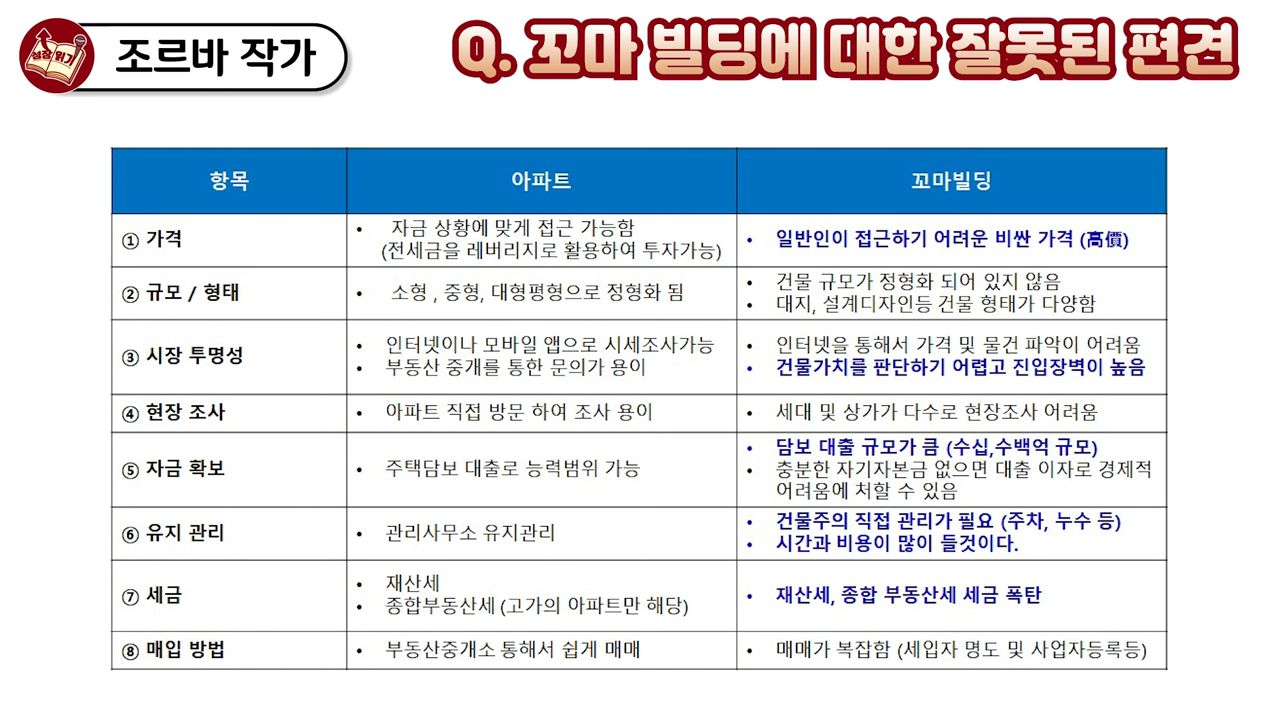 성장 읽기
조르바 작가
Q. 꼬마 빌딩에 대한 잘못된 편견
항목
아파트
꼬마빌딩
① 가격
• 자금 상황에 맞게 접근 가능함
(전세금을 레버리지로 활용하여 투자가능)
• 일반인이 접근하기 어려운 비싼 가격 (高價)
② 규모 / 형태
• 소형 , 중형, 대형평형으로 정형화 됨
• 건물 규모가 정형화 되어 있지 않음
• 대지, 설계디자인등 건물 형태가 다양함
③ 시장 투명성
• 인터넷이나 모바일 앱으로 시세조사가능
• 부동산 중개를 통한 문의가 용이
• 인터넷을 통해서 가격 및 물건 파악이 어려움
• 건물가치를 판단하기 어렵고 진입장벽이 높음
④ 현장 조사
• 아파트 직접 방문 하여 조사 용이
• 세대 및 상가가 다수로 현장조사 어려움
⑤ 자금 확보
• 주택담보 대출로 능력범위 가능
• 담보 대출 규모가 큼 (수십,수백억 규모)
• 충분한 자기자본금 없으면 대출 이자로 경제적
어려움에 처할 수 있음
⑥ 유지 관리
• 관리사무소 유지관리
• 건물주의 직접 관리가 필요 (주차, 누수 등)
• 시간과 비용이 많이 들것이다.
⑦ 세금
• 재산세
• 종합부동산세 (고가의 아파트만 해당)
• 재산세, 종합 부동산세 세금 폭탄
⑧ 매입 방법
• 부동산중개소 통해서 쉽게 매매
• 매매가 복잡함 (세입자 명도 및 사업자등록등)